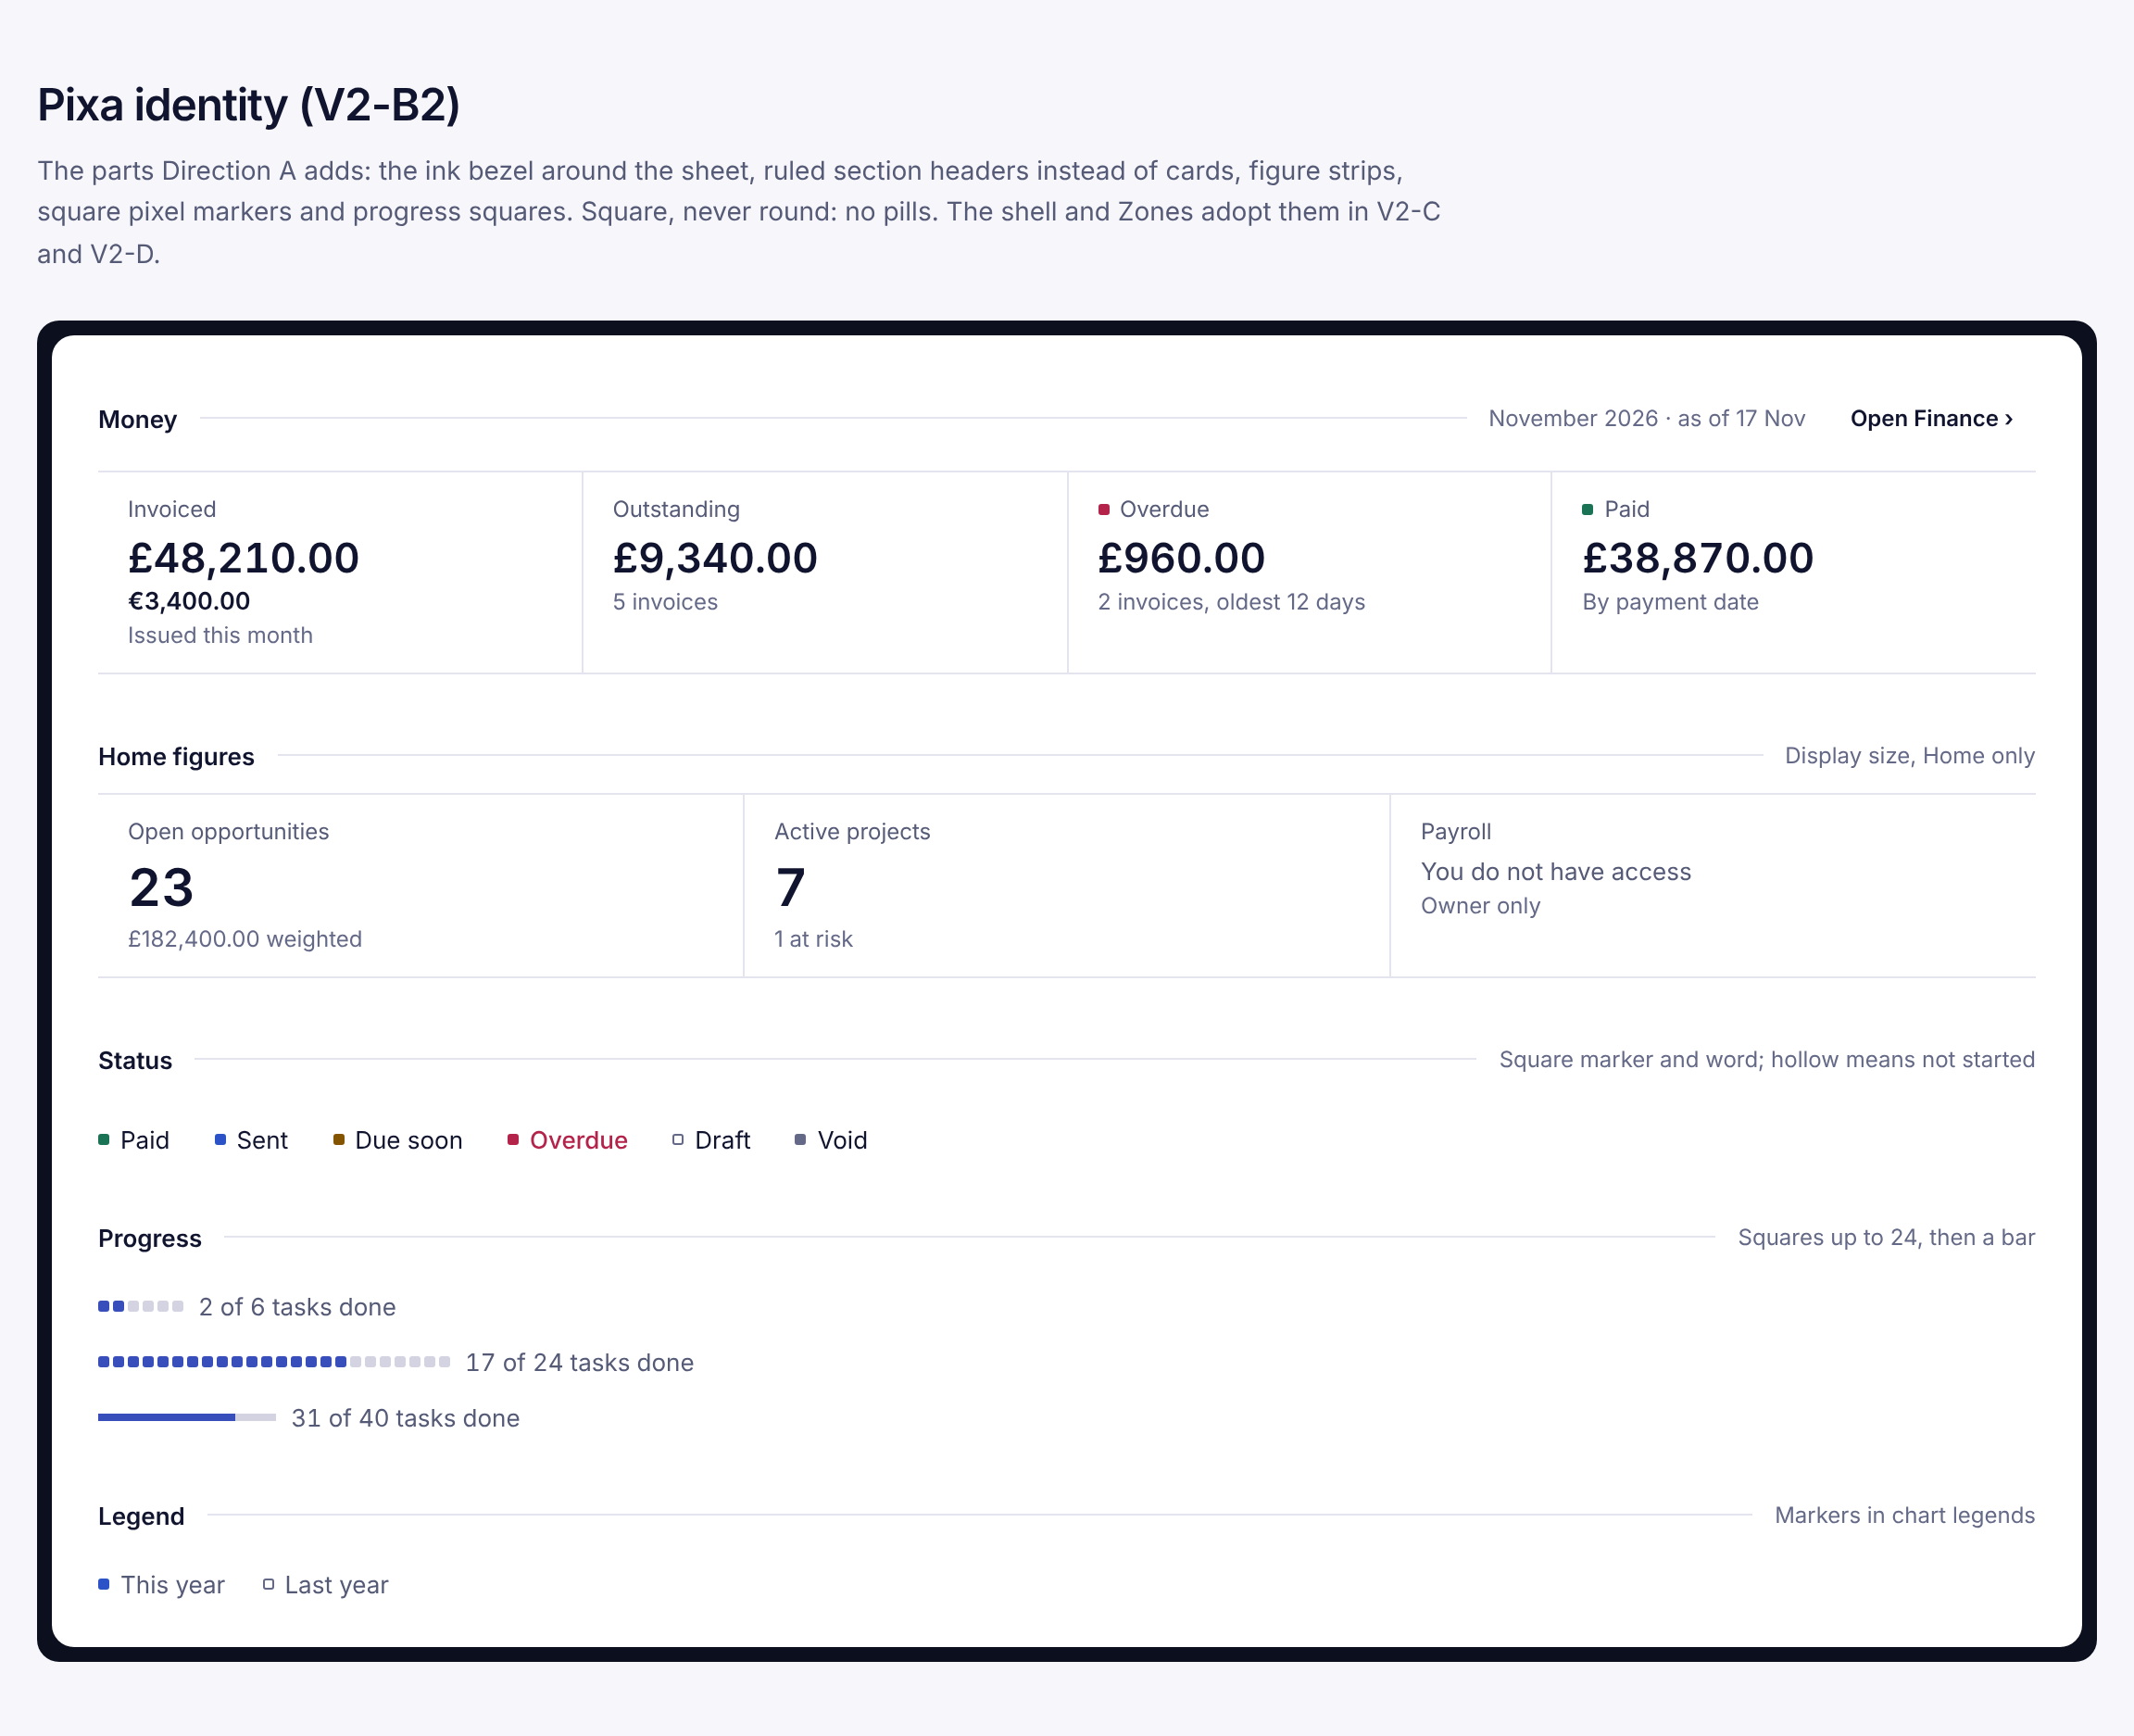 Pixa identity (V2-B2)
The parts Direction A adds: the ink bezel around the sheet, ruled section headers instead of cards, figure strips,
square pixel markers and progress squares. Square, never round: no pills. The shell and Zones adopt them in V2-C
and V2-D.
Money
November 2026 · as of 17 Nov
Open Finance ›
Invoiced
£48,210.00
€3,400.00
Issued this month
Outstanding
£9,340.00
5 invoices
Overdue
£960.00
2 invoices, oldest 12 days
Paid
£38,870.00
By payment date
Home figures
Display size, Home only
Open opportunities
23
£182,400.00 weighted
Active projects
7
1 at risk
Payroll
You do not have access
Owner only
Status
Square marker and word; hollow means not started
Paid
Sent
Due soon
Overdue
Draft
Void
Progress
Squares up to 24, then a bar
2 of 6 tasks done
17 of 24 tasks done
31 of 40 tasks done
Legend
Markers in chart legends
This year
Last year